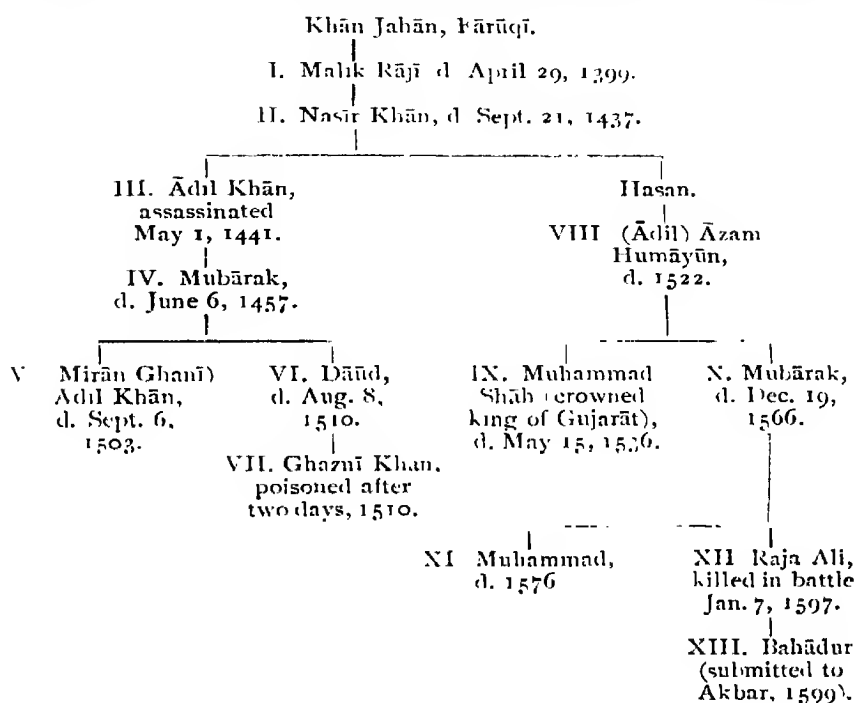 Khān Jahān, Fārūqī.
I. Malik Rājī d April 29, 1399.
II. Nasīr Khān, d Sept. 21, 1437.
III. Ādil Khān,
assassinated
May 1, 1441.
IV. Mubārak,
d. June 6, 1457.
Hasan.
VIII (Ādil) Āzam
Humāyūn,
d. 1522.
V Mirān Ghanī)
Adil Khān,
d. Sept. 6,
1503.
VI. Dāūd,
d. Aug. 8,
1510.
VII. Ghaznī Khan.
poisoned after
two days, 1510.
IX. Muhammad
Shāh (crowned
king of Gujarāt),
d. May 15, 1536.
X. Mubārak,
d. Dec. 19,
1566.
XI Muhammad,
d. 1576
XII Raja Ali,
killed in battle
Jan. 7, 1597.
XIII. Bahādur
(submitted to
Akbar, 1599).